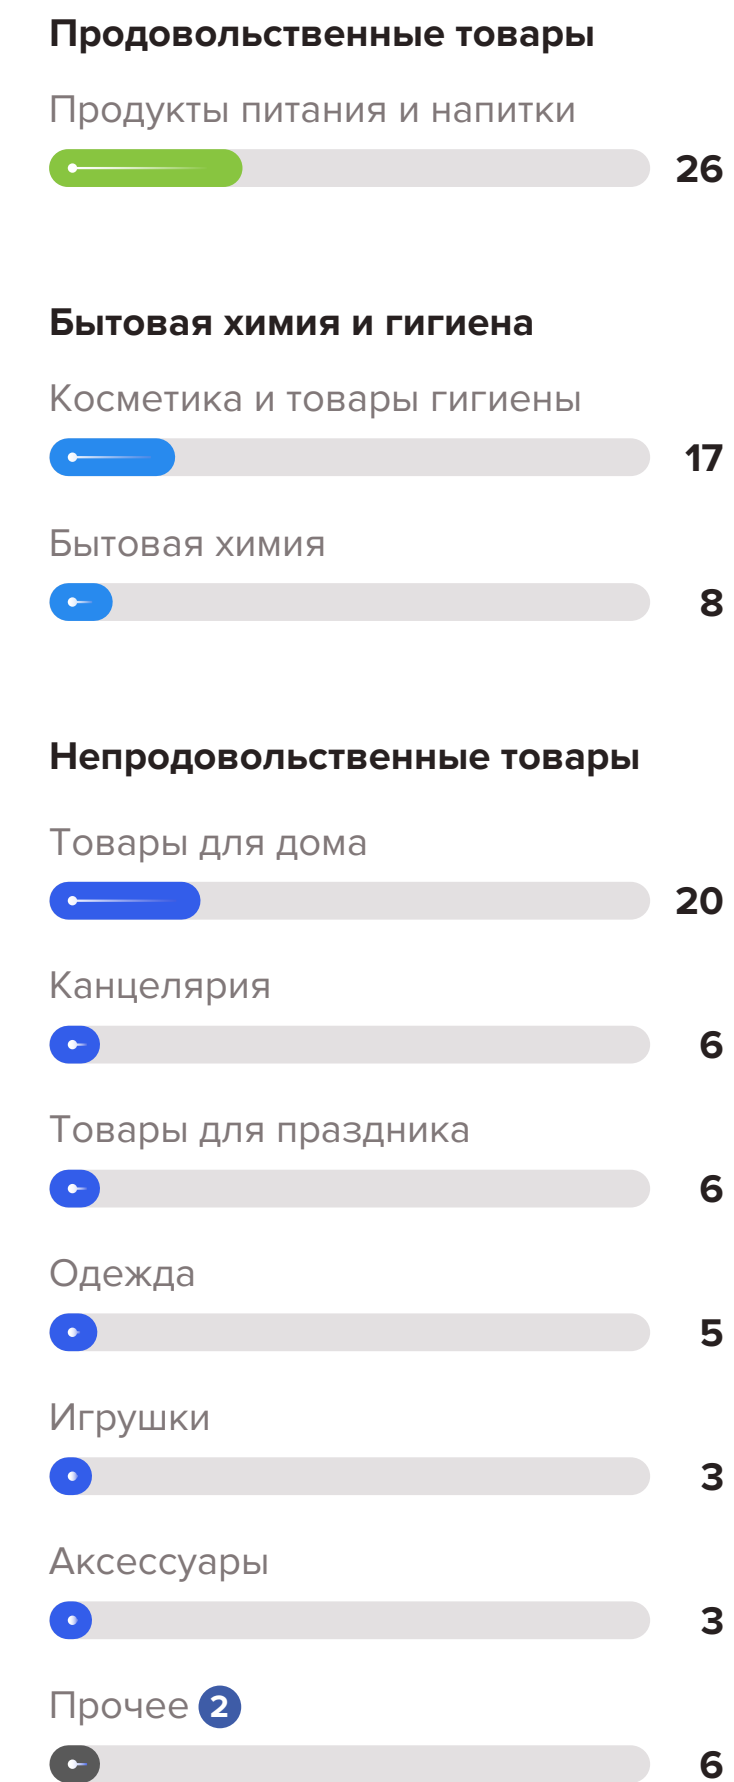 Продовольственные товары
Продукты питания и напитки
26
Бытовая химия и гигиена
Косметика и товары гигиены
17
Бытовая химия
8
Непродовольственные товары
Товары для дома
20
Канцелярия
6
Товары для праздника
6
Одежда
5
Игрушки
3
Аксессуары
3
Прочее 2
6